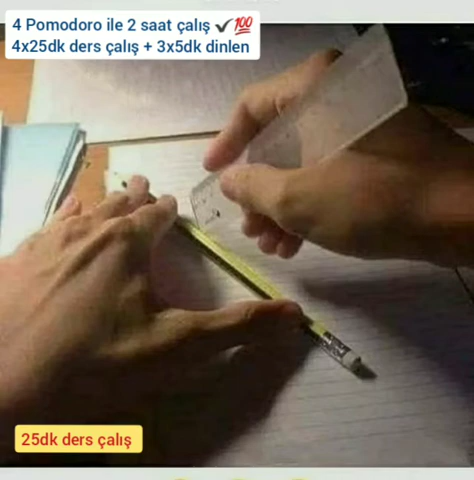 4 Pomodoro ile 2 saat çalış ✔💯
4x25dk ders çalış + 3x5dk dinlen
25dk ders çalış